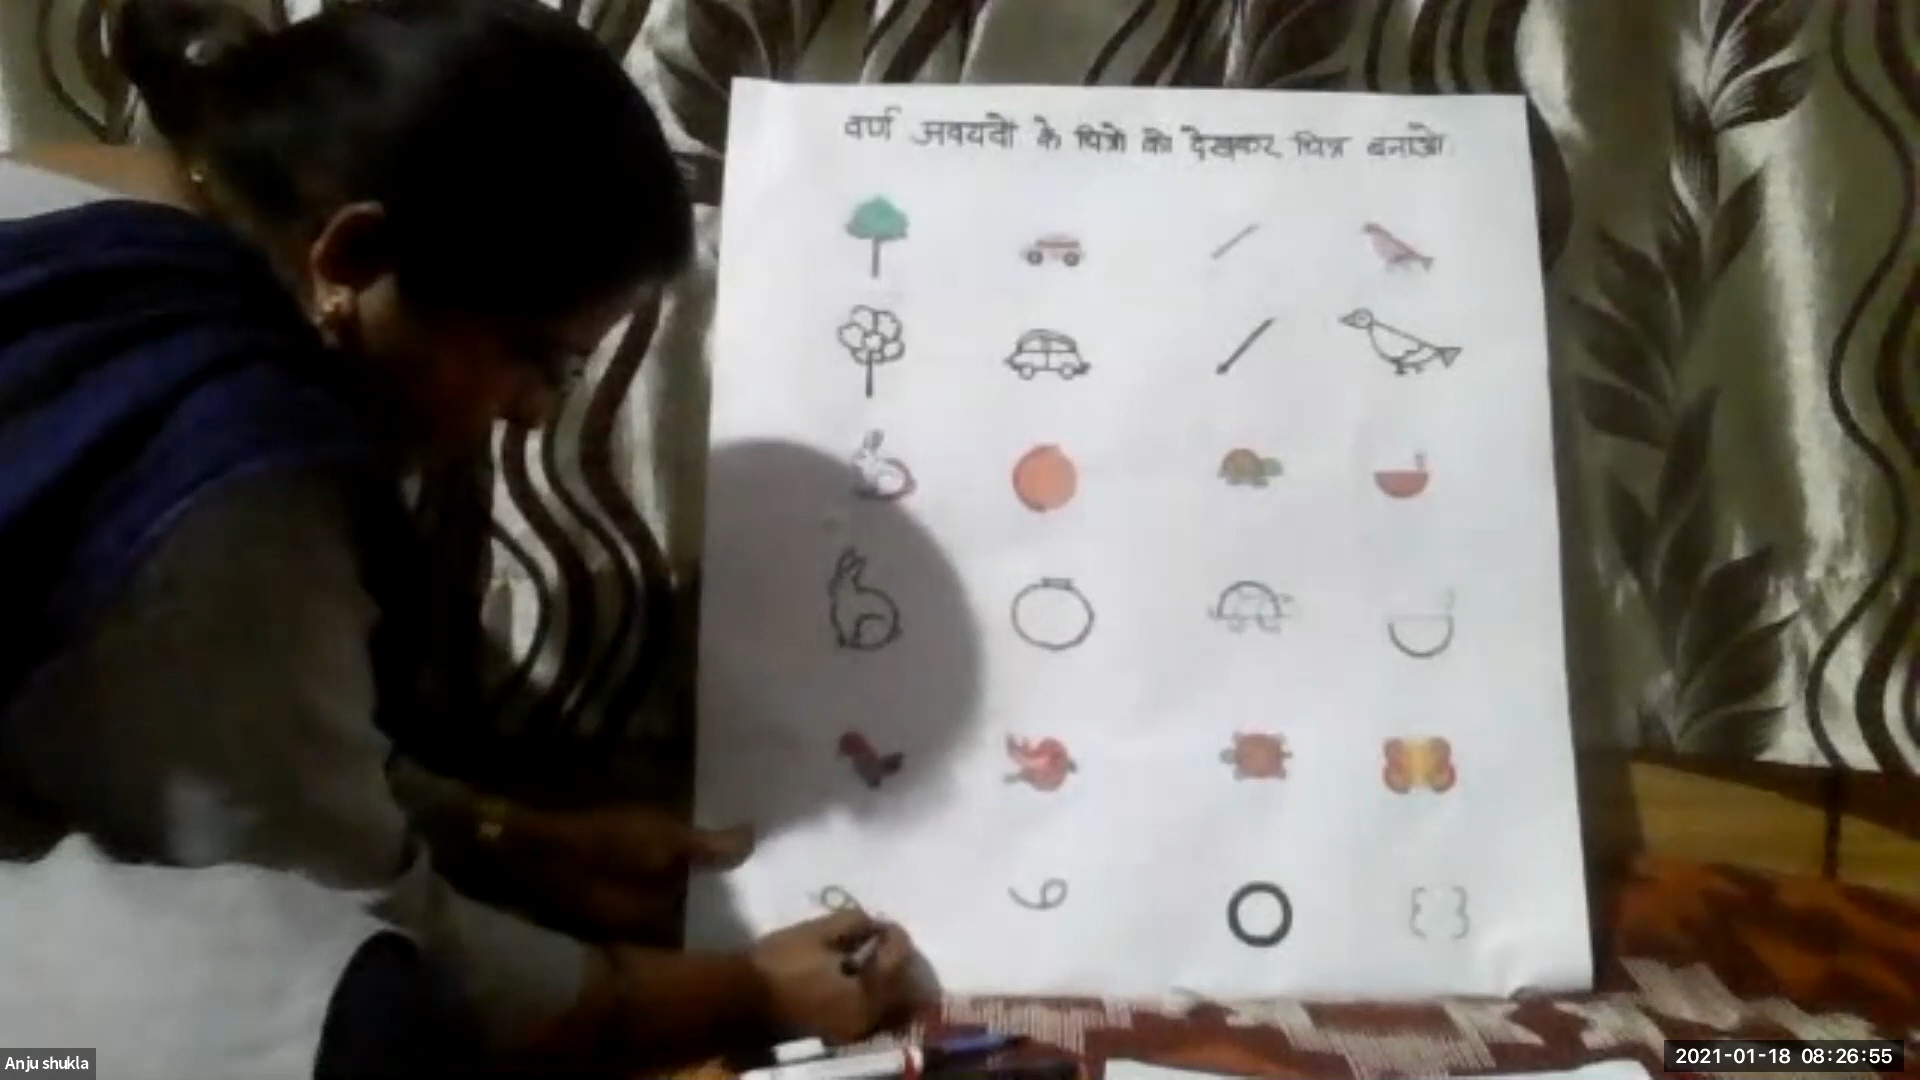 वर्ण अवयवो के चित्रो को देखकर चित्र बनाओ
Anju shukla
2021-01-18 08:26:55